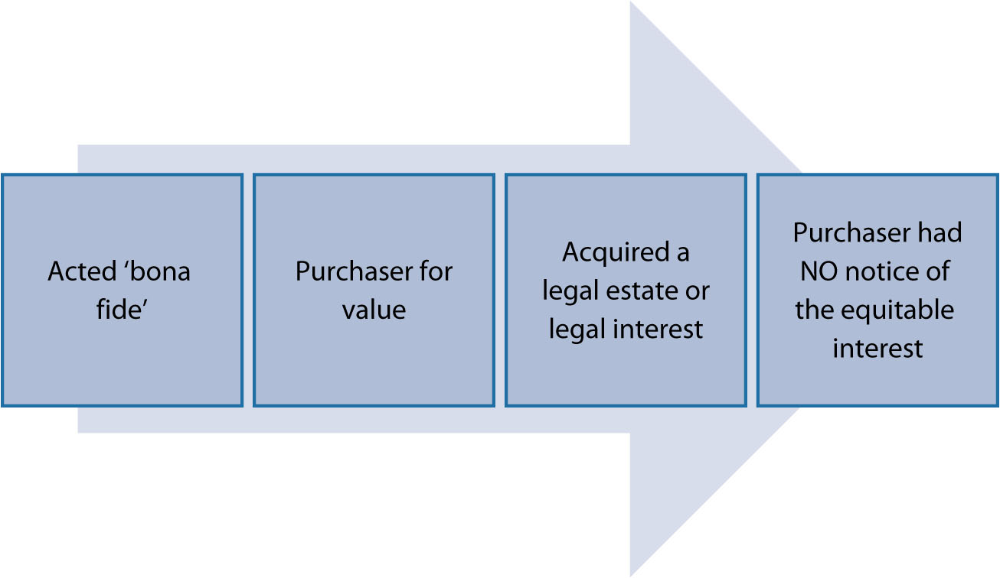 Acted ‘bona
fide’
Purchaser for
value
Acquired a
legal estate or
legal interest
Purchaser had
NO notice of
the equitable
interest